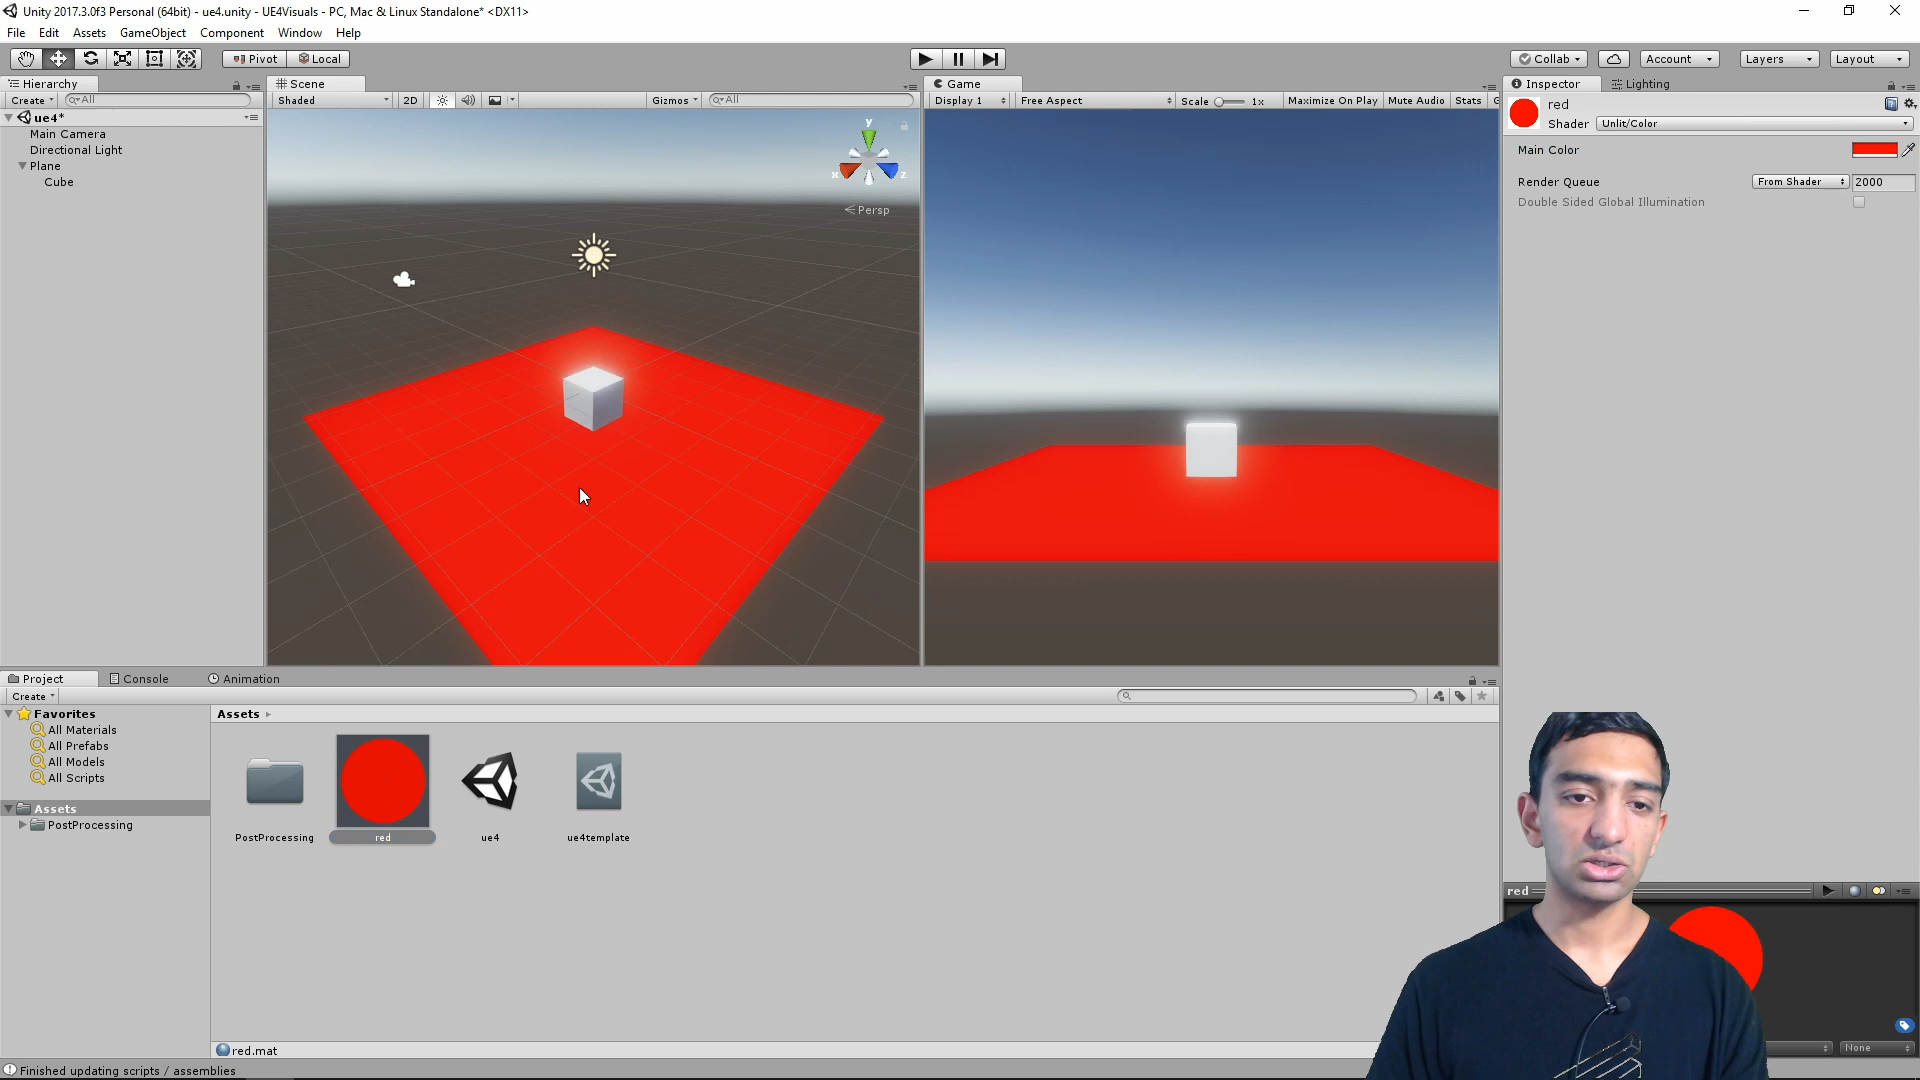 Unity 2017.3.0f3 Personal (64bit) - ue4.unity - UE4Visuals - PC, Mac & Linux Standalone* <DX11>
File Edit Assets GameObject Component Window Help
Pivot Local Collab Account Layers Layout
Hierarchy Scene Game Inspector Lighting
Create All Shaded 2D Gizmos All Display 1 Free Aspect Scale 1x Maximize On Play Mute Audio Stats G
red
ue4*
Shader Unlit/Color
Main Camera
Directional Light
Main Color
Plane
Cube
Render Queue From Shader 2000
Double Sided Global Illumination
y
x z
Persp
Project Console Animation
Create
Favorites
Assets
All Materials
All Prefabs
All Models
All Scripts
Assets
PostProcessing
PostProcessing red ue4 ue4template
red
red.mat
None
Finished updating scripts / assemblies